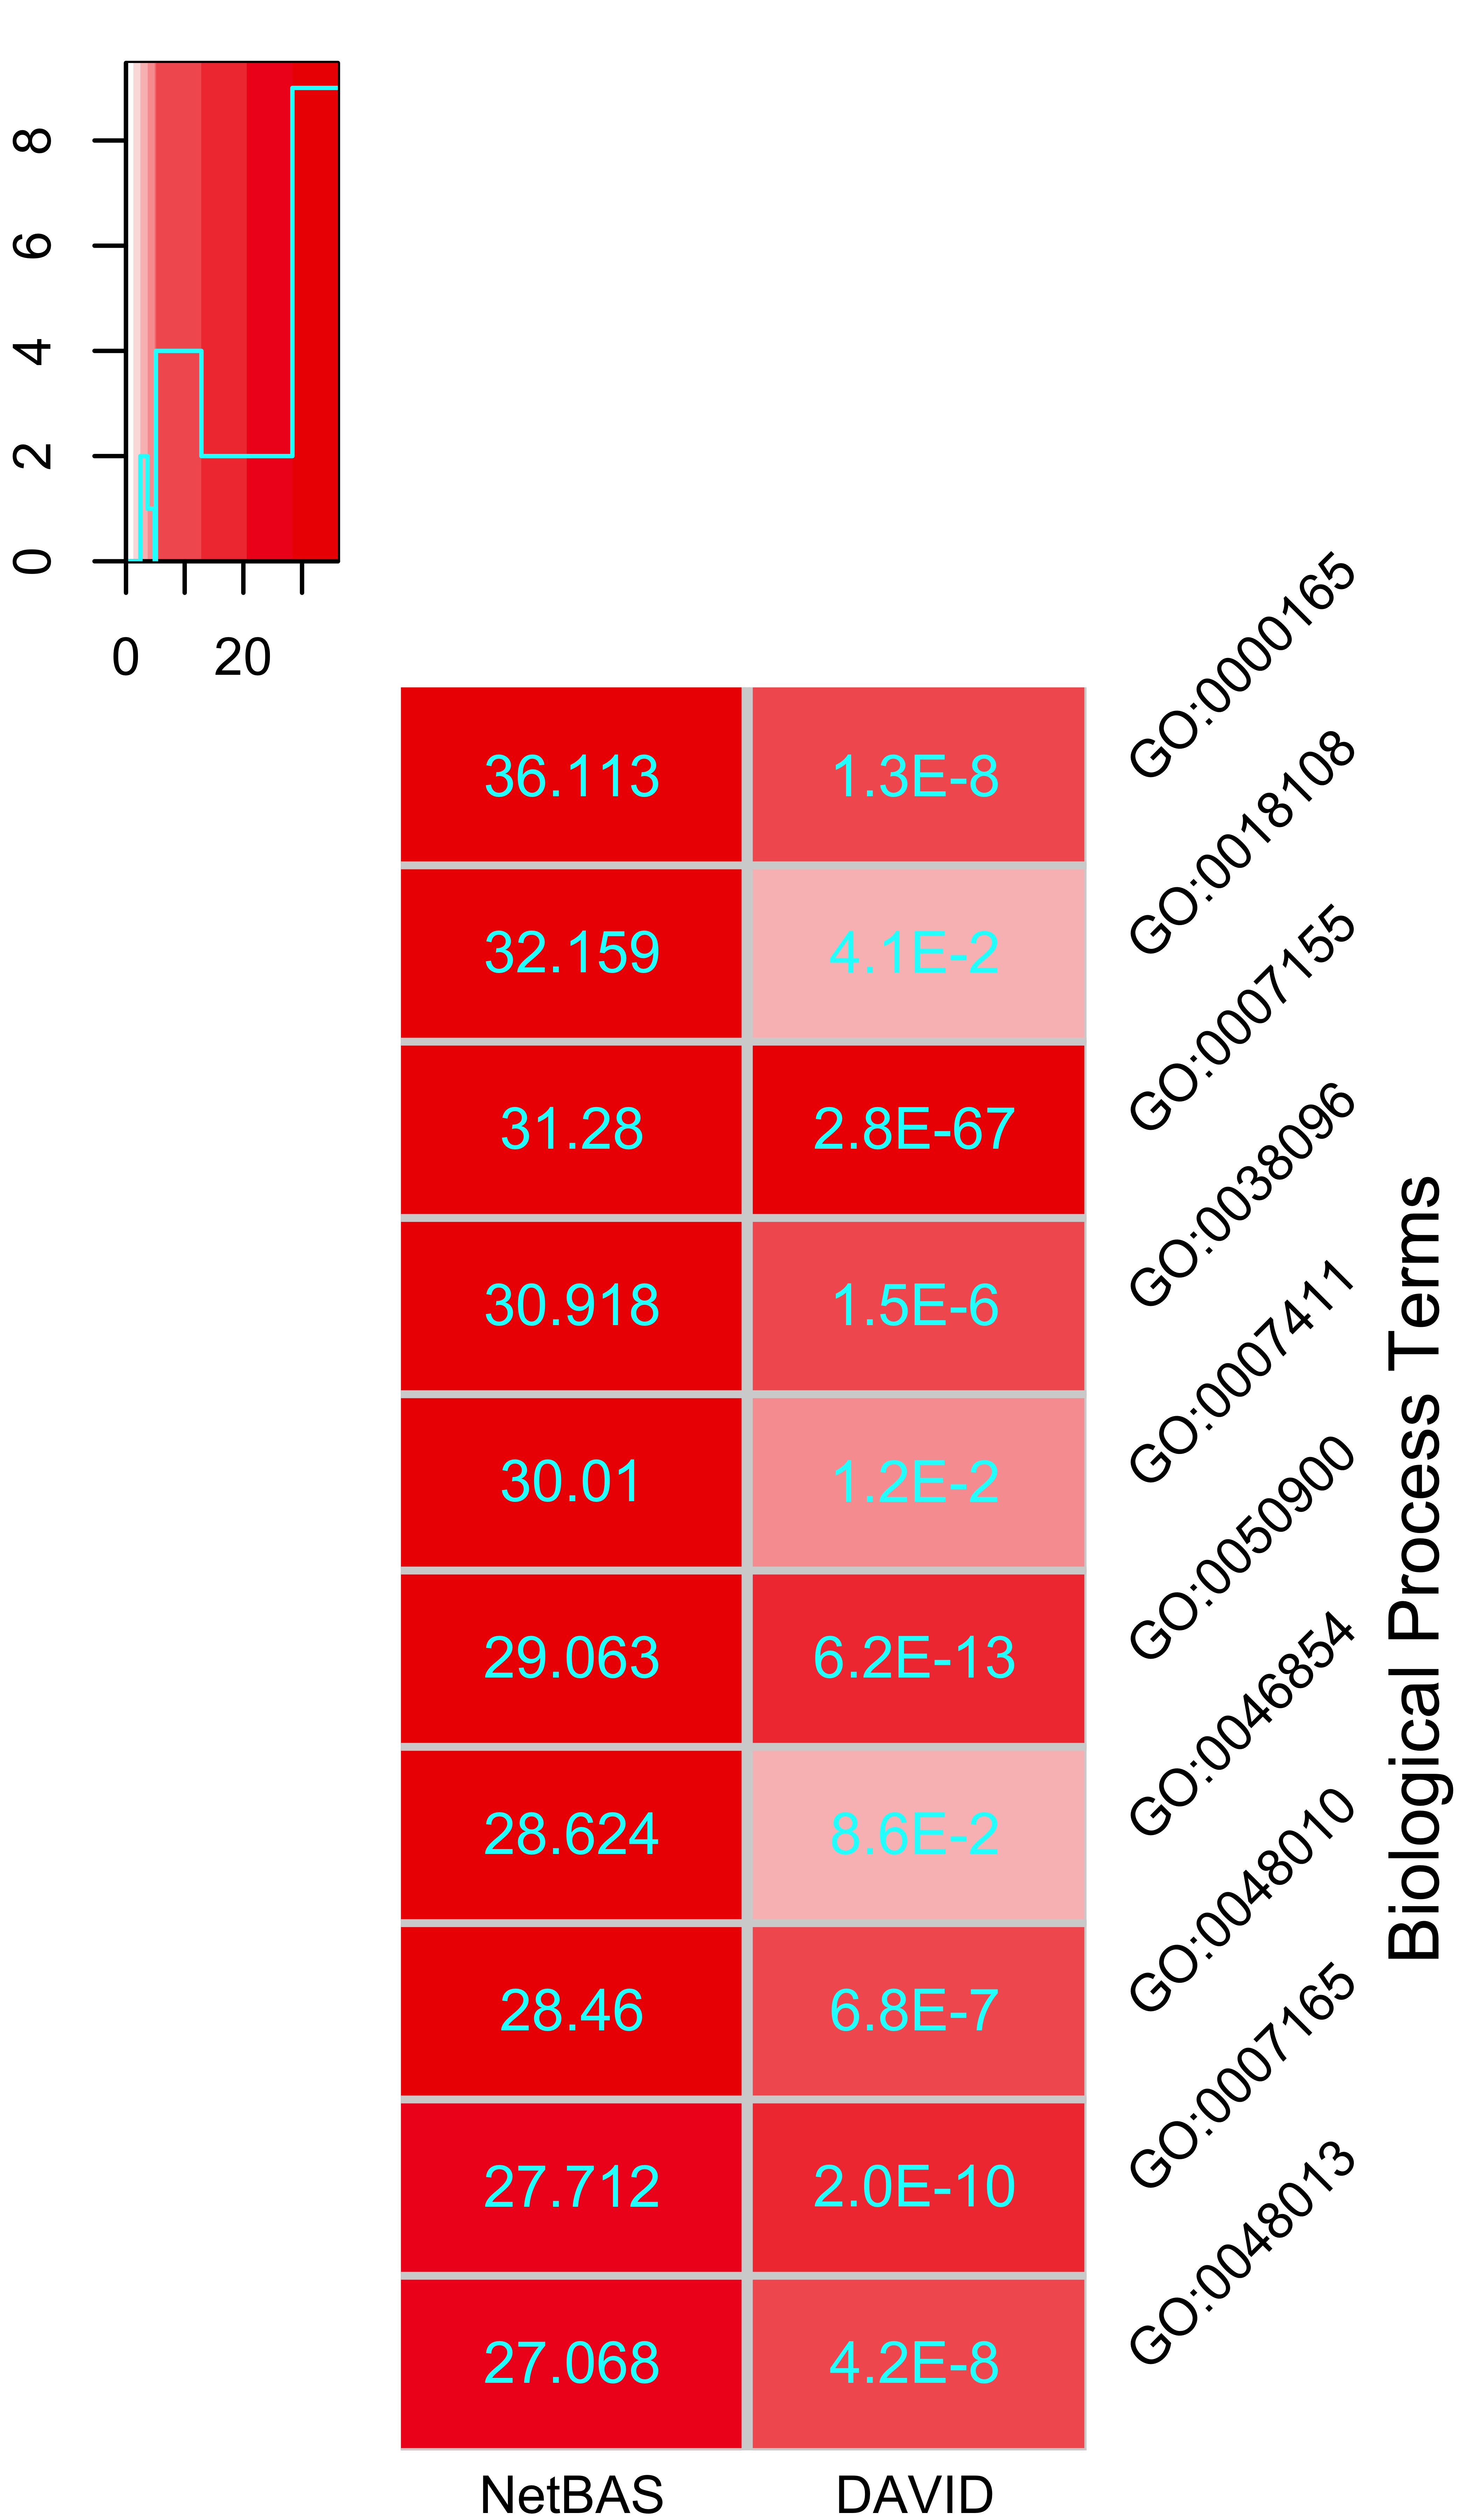 8
6
4
2
0
0 20
36.113 1.3E-8 GO:0000165
32.159 4.1E-2 GO:0018108
31.28 2.8E-67 GO:0007155
30.918 1.5E-6 GO:0038096
30.01 1.2E-2 GO:0007411
29.063 6.2E-13 GO:0050900
28.624 8.6E-2 GO:0046854
28.46 6.8E-7 GO:0048010
27.712 2.0E-10 GO:0007165
27.068 4.2E-8 GO:0048013
NetBAS DAVID
Biological Process Terms